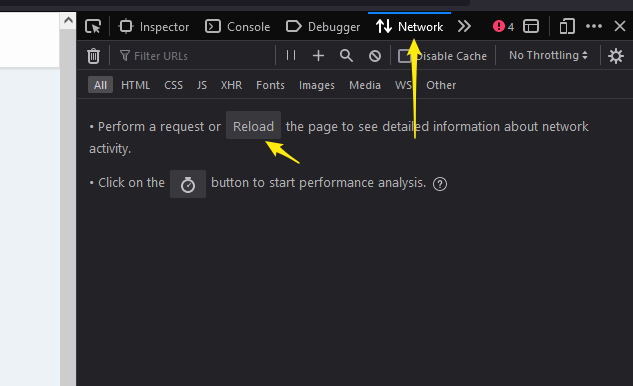 Inspector Console Debugger Network 4
Filter URLs Disable Cache No Throttling
All HTML CSS JS XHR Fonts Images Media WS Other
• Perform a request or Reload the page to see detailed information about network
activity.
• Click on the button to start performance analysis. ?